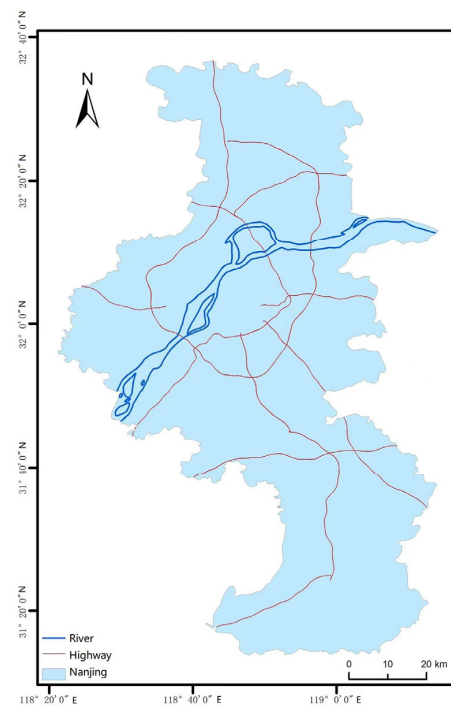 N
32° 40′ 0″N
32° 20′ 0″N
32° 0′ 0″N
31° 40′ 0″N
31° 20′ 0″N
River
Highway
Nanjing
0 10 20 km
118° 20′ 0″ E
118° 40′ 0″ E
119° 0′ 0″ E